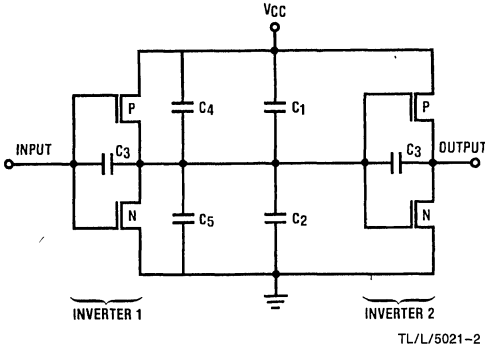 VCC
P
C4
C1
P
INPUT
C3
C3
OUTPUT
N
C5
C2
N
INVERTER 1
INVERTER 2
TL/L/5021-2